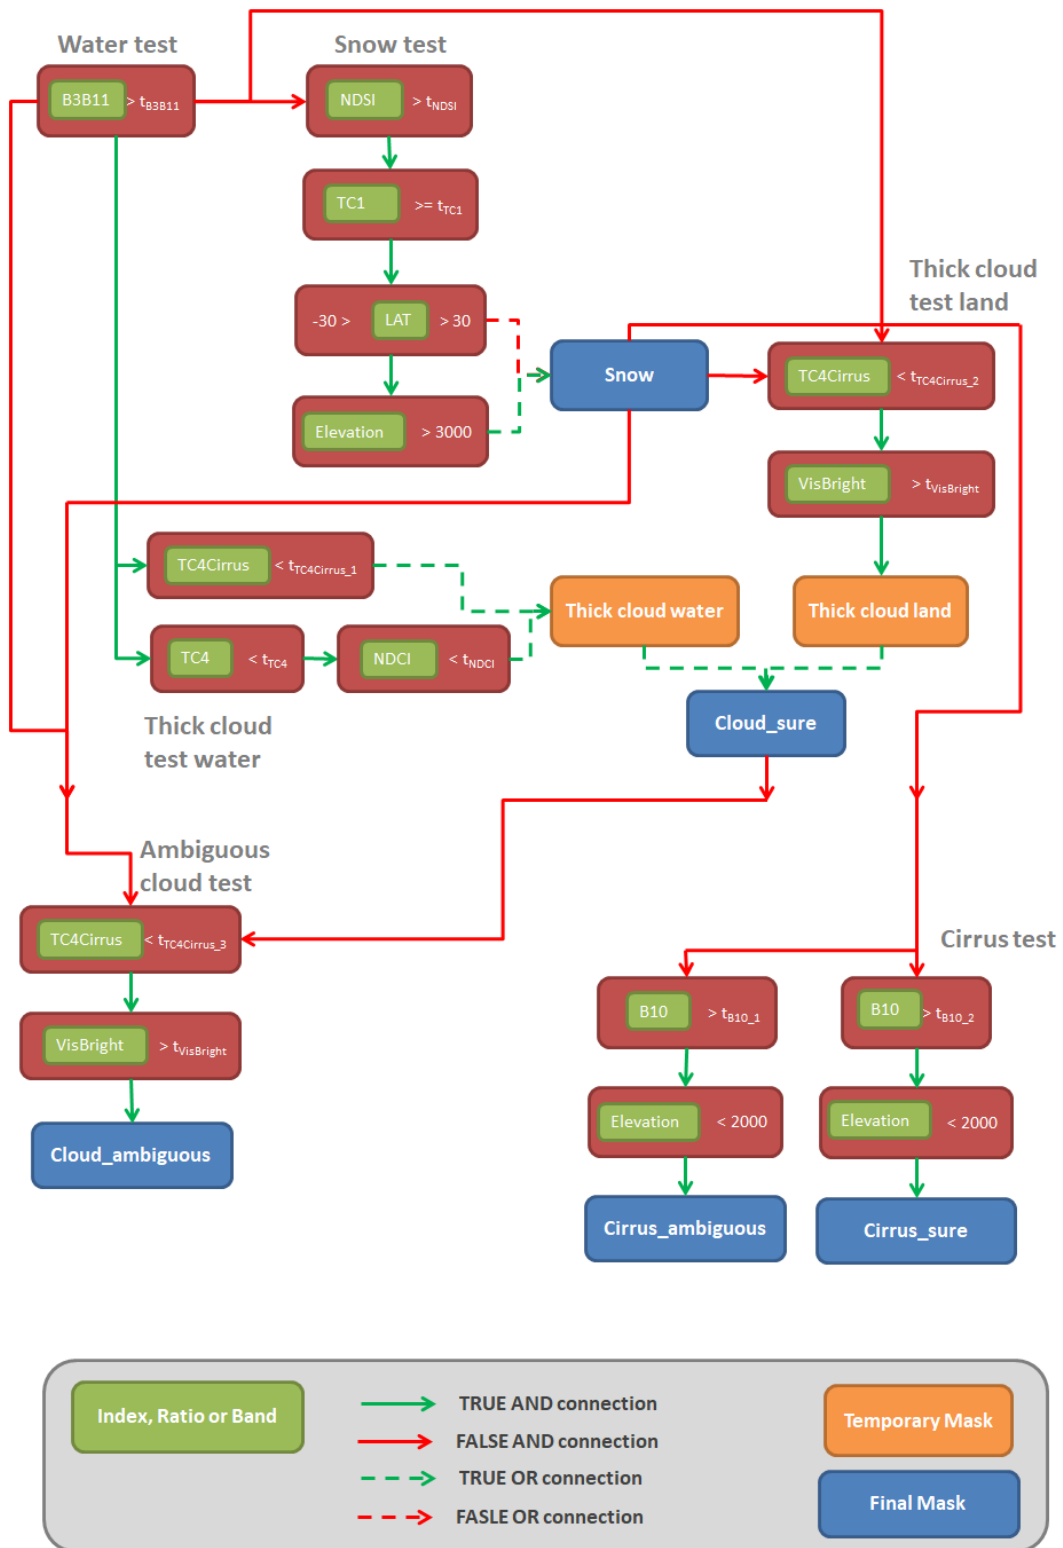 Water test
Snow test
B3B11 > tB3B11
NDSI > tNDSI
TC1 >= tTC1
Thick cloud
test land
-30 > LAT > 30
Snow
TC4Cirrus < tTC4Cirrus_2
Elevation > 3000
VisBright > tVisBright
TC4Cirrus < tTC4Cirrus_1
Thick cloud water
Thick cloud land
TC4 < tTC4
NDCI < tNDCI
Thick cloud
test water
Cloud_sure
Ambiguous
cloud test
TC4Cirrus < tTC4Cirrus_3
Cirrus test
B10 > tB10_1
B10 > tB10_2
VisBright > tVisBright
Elevation < 2000
Elevation < 2000
Cloud_ambiguous
Cirrus_ambiguous
Cirrus_sure
Index, Ratio or Band
TRUE AND connection
FALSE AND connection
TRUE OR connection
FASLE OR connection
Temporary Mask
Final Mask